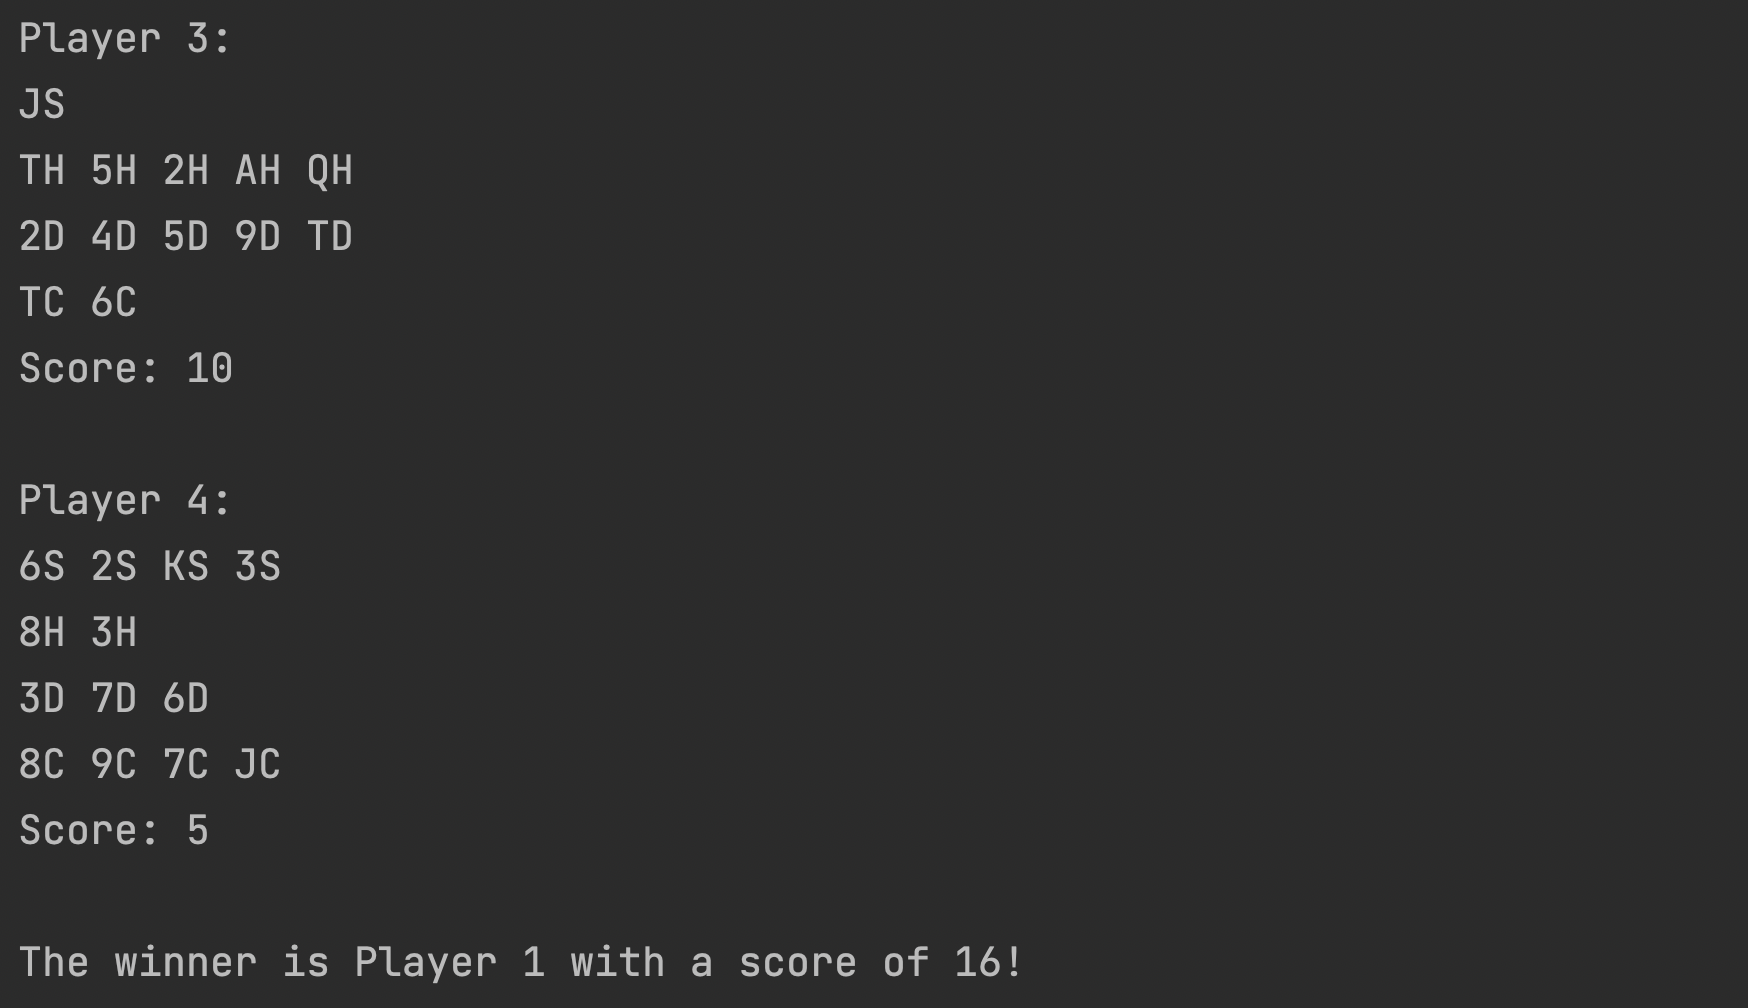 Player 3:
JS
TH 5H 2H AH QH
2D 4D 5D 9D TD
TC 6C
Score: 10
Player 4:
6S 2S KS 3S
8H 3H
3D 7D 6D
8C 9C 7C JC
Score: 5
The winner is Player 1 with a score of 16!